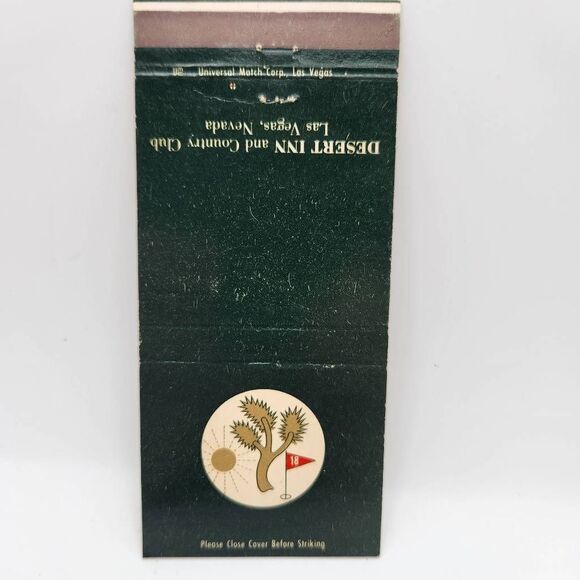 Universal Match Corp., Las Vegas
DESERT INN and Country Club
Las Vegas, Nevada
18
Please Close Cover Before Striking